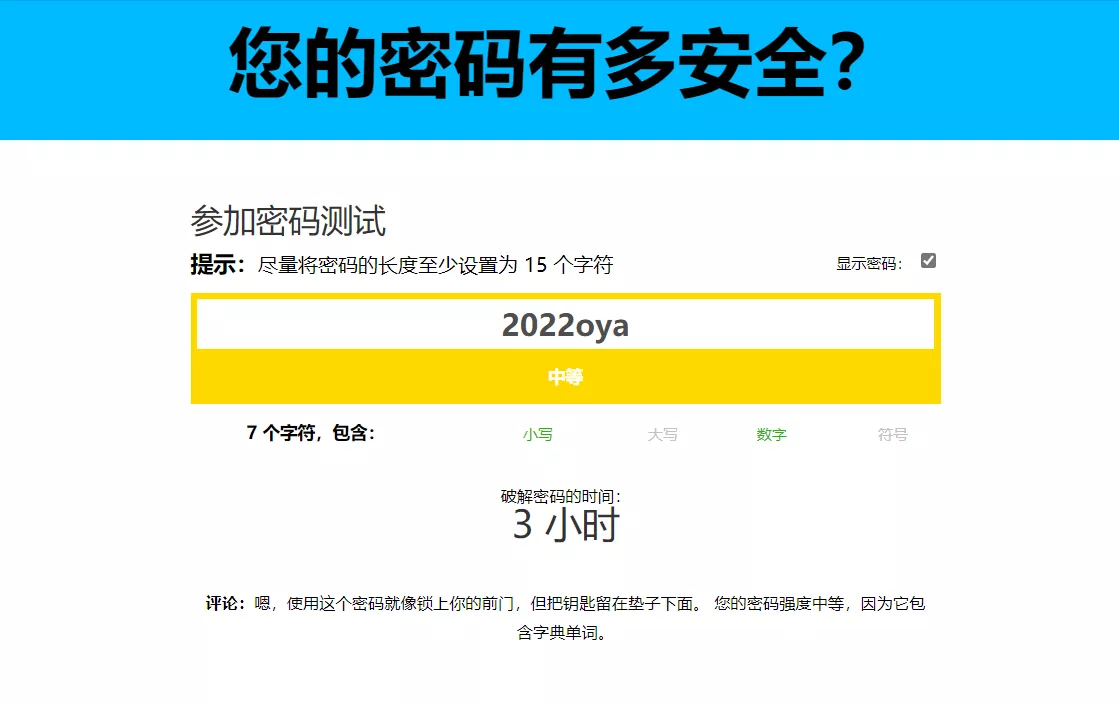 您的密码有多安全？
参加密码测试
提示：尽量将密码的长度至少设置为 15 个字符
显示密码：
2022oya
中等
7 个字符，包含： 小写 大写 数字 符号
破解密码的时间：
3 小时
评论：嗯，使用这个密码就像锁上你的前门，但把钥匙留在垫子下面。 您的密码强度中等，因为它包
含字典单词。